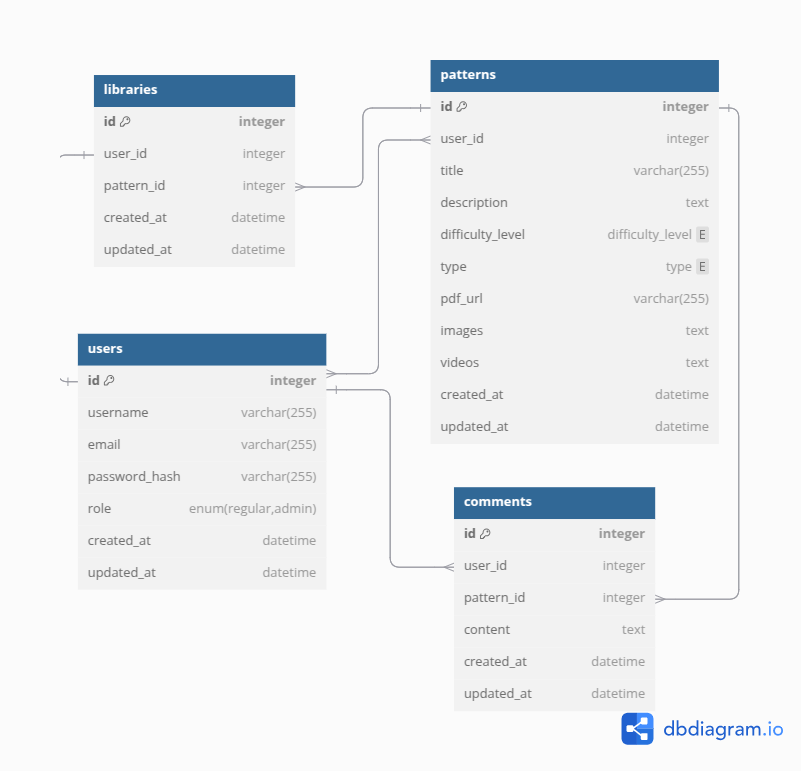 libraries
id integer
user_id integer
pattern_id integer
created_at datetime
updated_at datetime
patterns
id integer
user_id integer
title varchar(255)
description text
difficulty_level difficulty_level E
type type E
pdf_url varchar(255)
images text
videos text
created_at datetime
updated_at datetime
users
id integer
username varchar(255)
email varchar(255)
password_hash varchar(255)
role enum(regular,admin)
created_at datetime
updated_at datetime
comments
id integer
user_id integer
pattern_id integer
content text
created_at datetime
updated_at datetime
dbdiagram.io